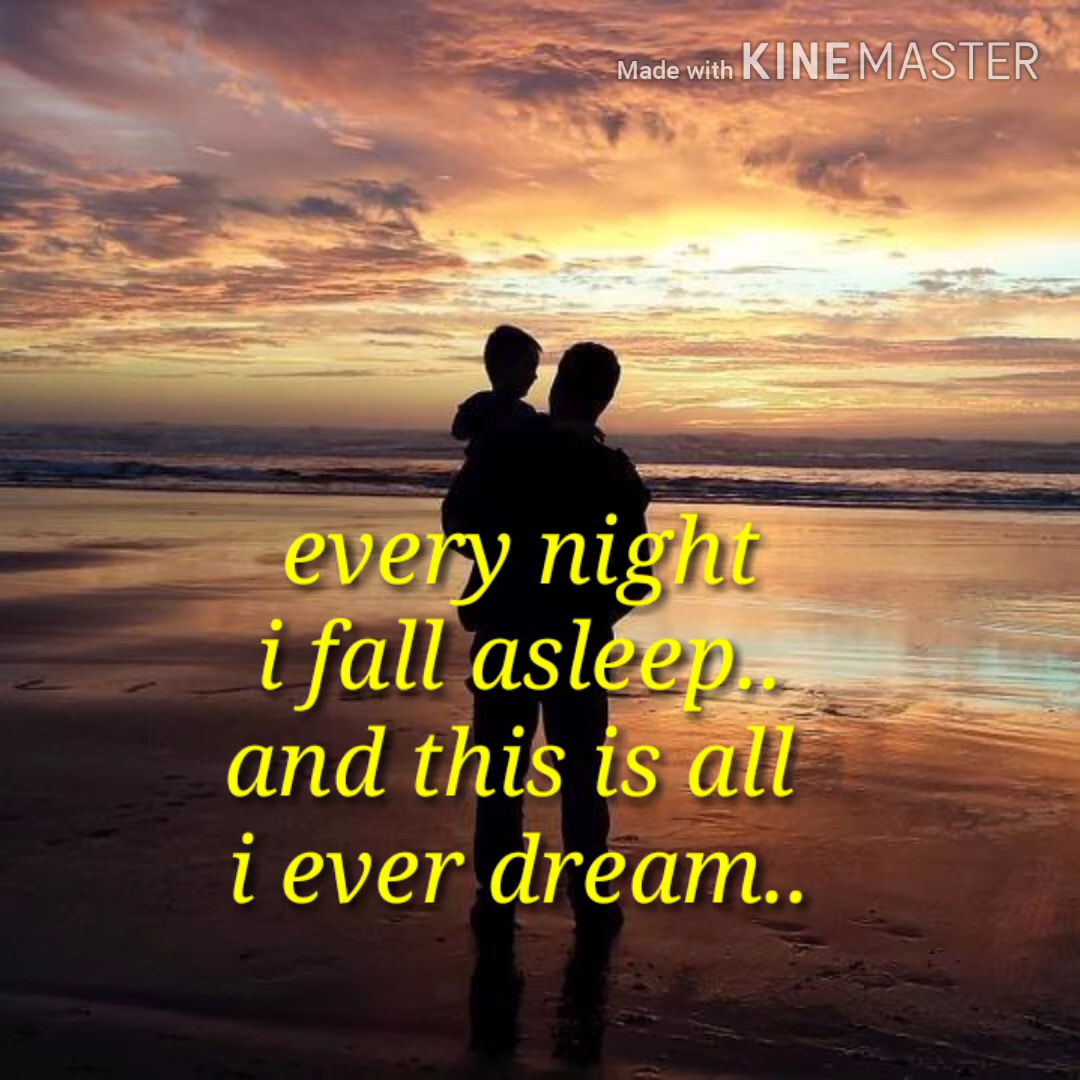 Made with KINEMASTER
every night
i fall asleep..
and this is all
i ever dream..